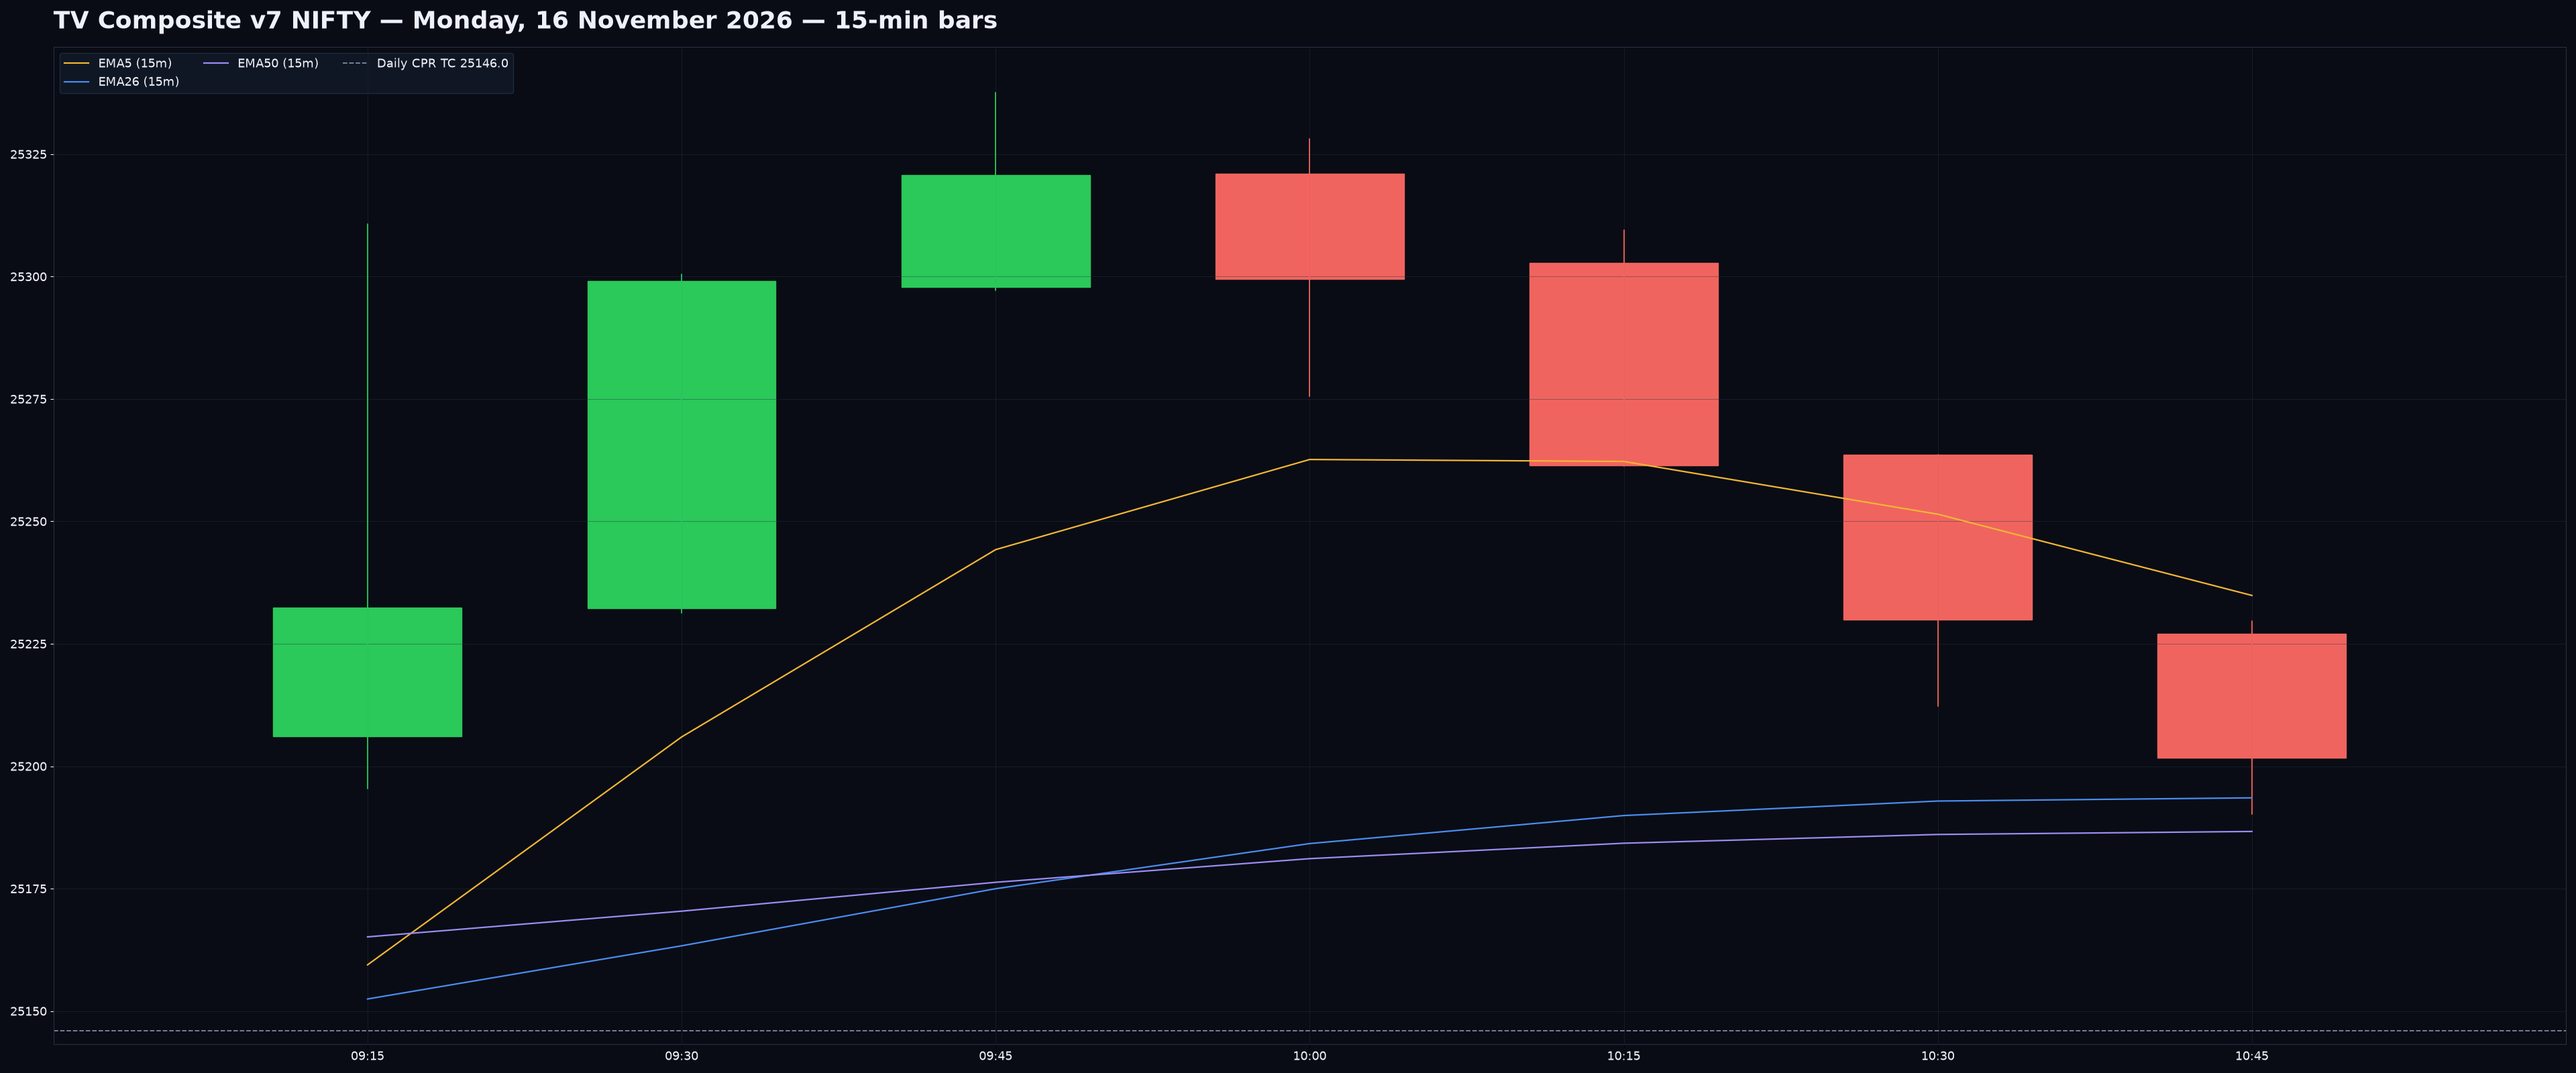 TV Composite v7 NIFTY — Monday, 16 November 2026 — 15-min bars
EMA5 (15m)
EMA26 (15m)
EMA50 (15m)
Daily CPR TC 25146.0
25325
25300
25275
25250
25225
25200
25175
25150
09:15 09:30 09:45 10:00 10:15 10:30 10:45